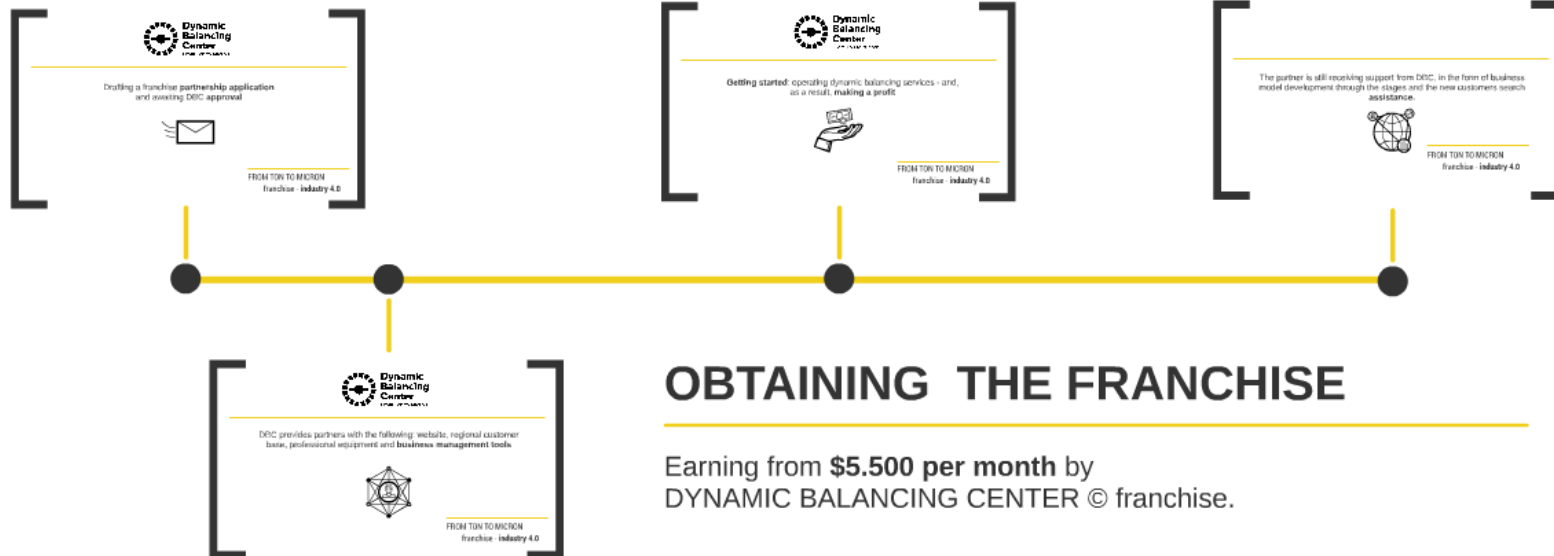 Dynamic
Balancing
Center
Drafting a franchise partnership application
and awaiting DBC approval
FROM TON TO MICRON
franchise - industry 4.0
Dynamic
Balancing
Center
DBC provides partners with the following: website, regional customer
base, professional equipment and business management tools
FROM TON TO MICRON
franchise - industry 4.0
Dynamic
Balancing
Center
Getting started: operating dynamic balancing services - and,
as a result, making a profit
FROM TON TO MICRON
franchise - industry 4.0
The partner is still receiving support from DBC, in the form of business
model development through the stages and the new customers search
assistance.
FROM TON TO MICRON
franchise - industry 4.0
OBTAINING THE FRANCHISE
Earning from $5.500 per month by
DYNAMIC BALANCING CENTER © franchise.